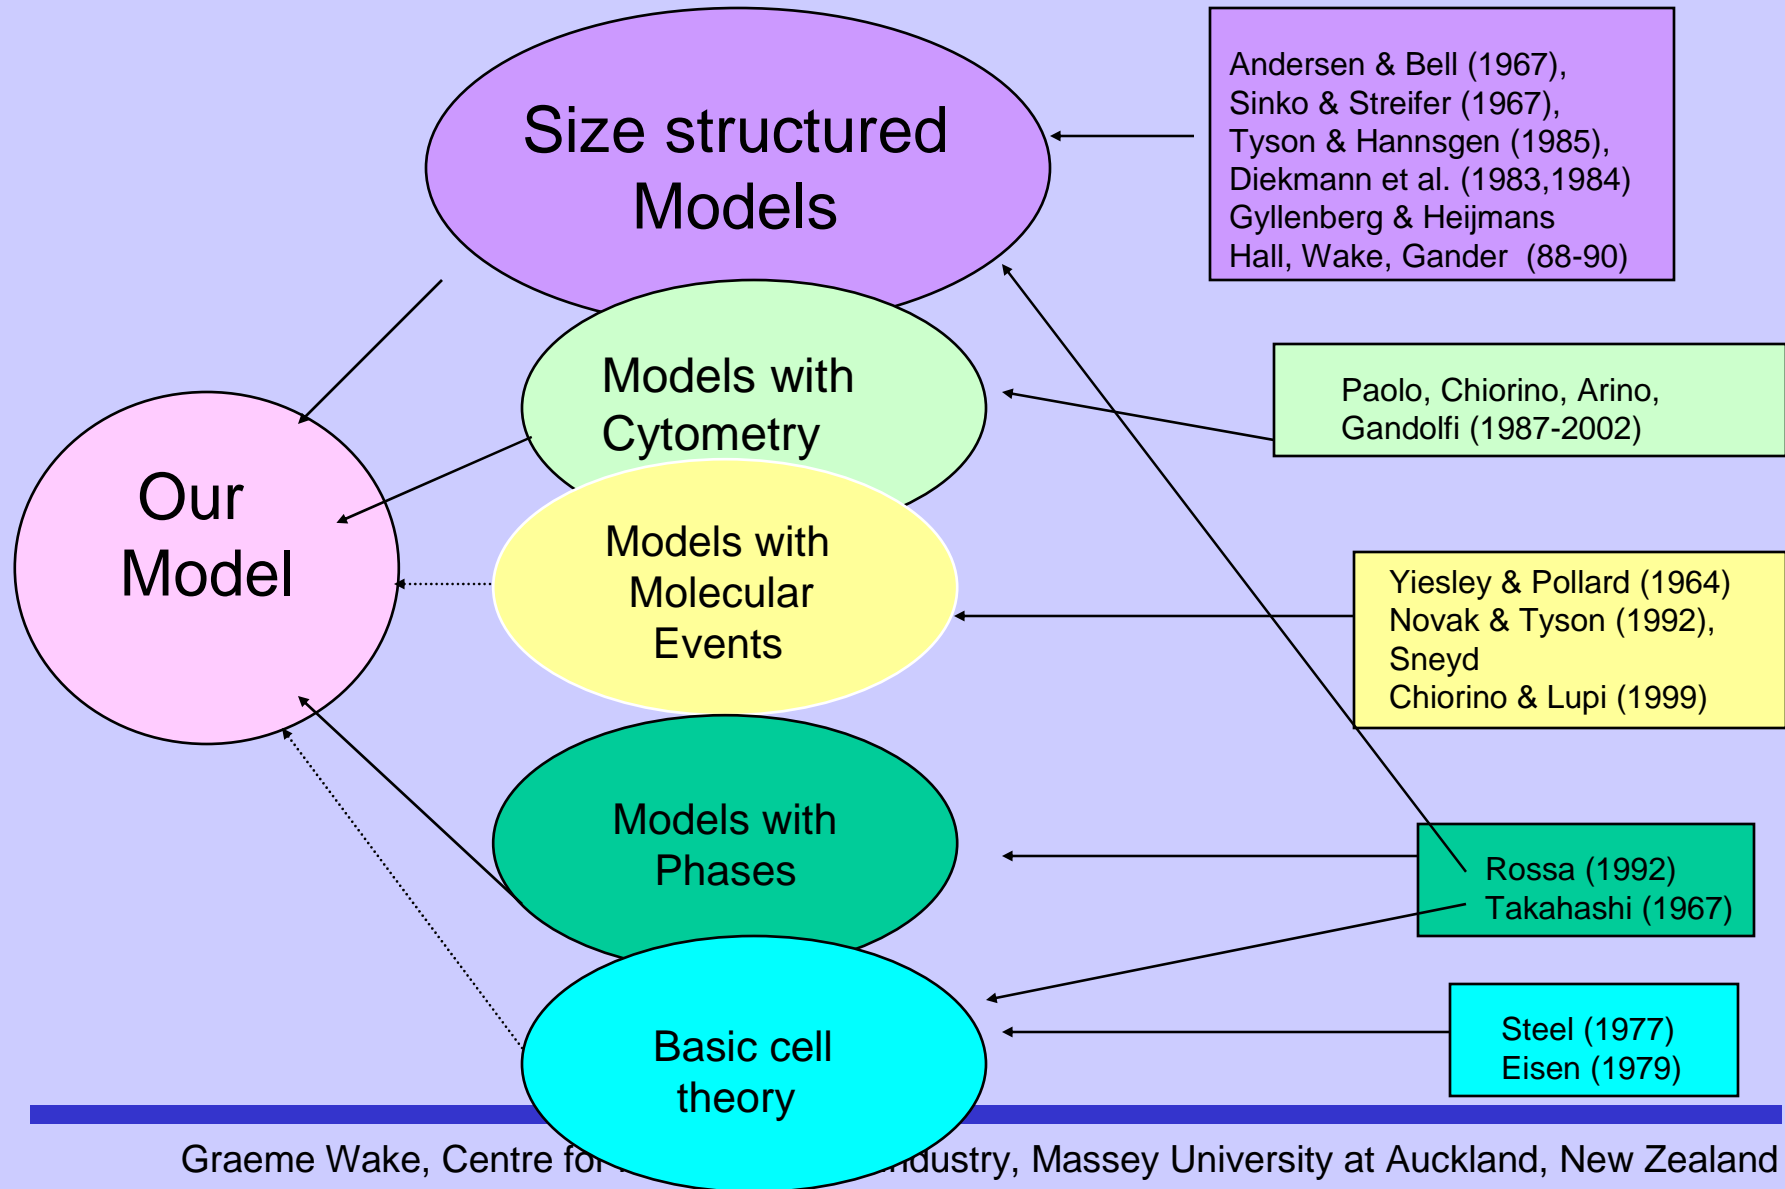 Size structured
Models
Andersen & Bell (1967),
Sinko & Streifer (1967),
Tyson & Hannsgen (1985),
Diekmann et al. (1983,1984)
Gyllenberg & Heijmans
Hall, Wake, Gander (88-90)
Models with
Cytometry
Paolo, Chiorino, Arino,
Gandolfi (1987-2002)
Our
Model
Models with
Molecular
Events
Yiesley & Pollard (1964)
Novak & Tyson (1992),
Sneyd
Chiorino & Lupi (1999)
Models with
Phases
Rossa (1992)
Takahashi (1967)
Basic cell
theory
Steel (1977)
Eisen (1979)
Graeme Wake, Centre for ndustry, Massey University at Auckland, New Zealand